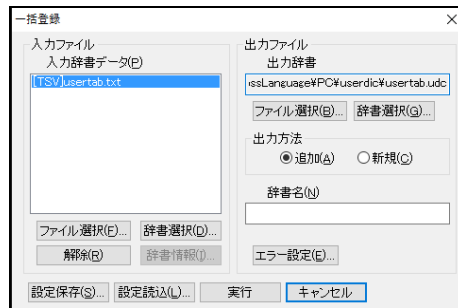 一括登録
入力ファイル
入力辞書データ(P)
[TSV]usertab.txt
ファイル選択(F)...
辞書選択(D)...
解除(R)
辞書情報(I)...
出力ファイル
出力辞書
ssLanguage¥PC¥userdic¥usertab.udc
ファイル選択(B)...
辞書選択(G)...
出力方法
追加(A)
新規(C)
辞書名(N)
エラー設定(E)...
設定保存(S)...
設定読込(L)...
実行
キャンセル